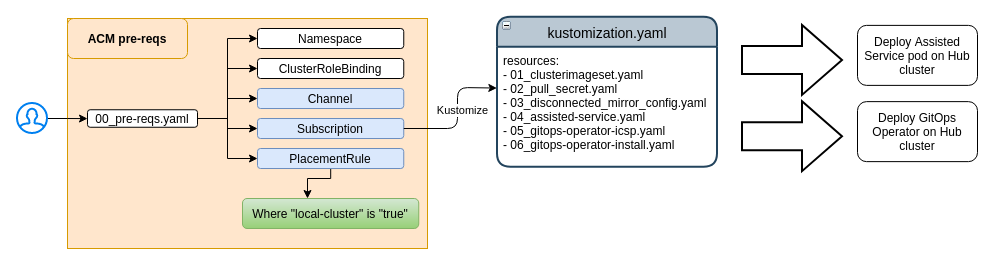 ACM pre-reqs
00_pre-reqs.yaml
Namespace
ClusterRoleBinding
Channel
Subscription
PlacementRule
Where "local-cluster" is "true"
Kustomize
kustomization.yaml
resources:
- 01_clusterimageset.yaml
- 02_pull_secret.yaml
- 03_disconnected_mirror_config.yaml
- 04_assisted-service.yaml
- 05_gitops-operator-icsp.yaml
- 06_gitops-operator-install.yaml
Deploy Assisted
Service pod on Hub
cluster
Deploy GitOps
Operator on Hub
cluster